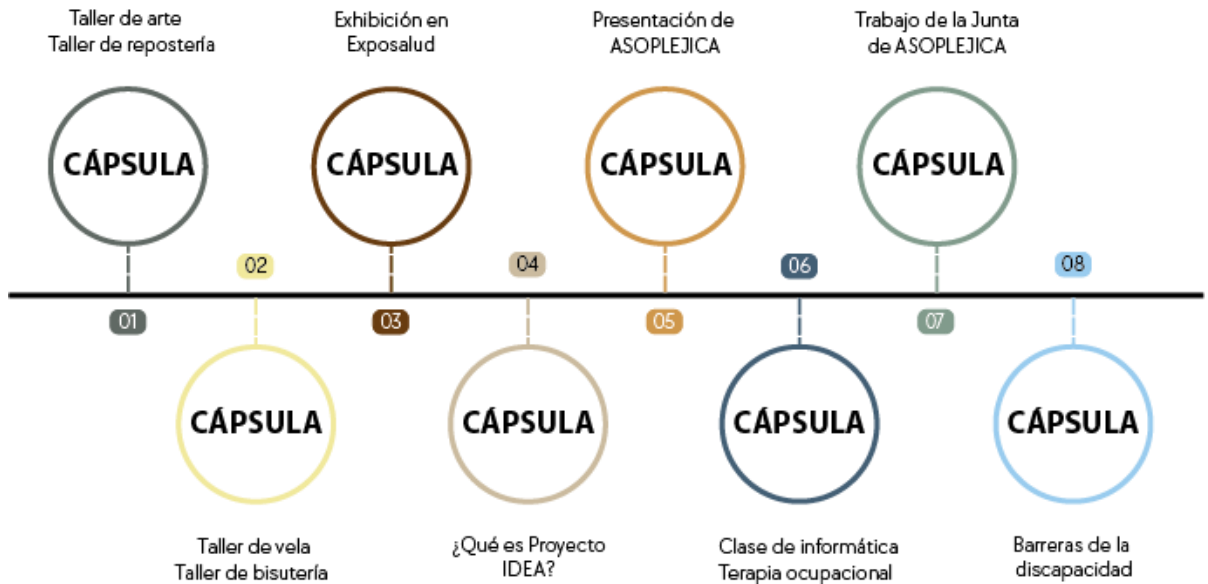 Taller de arte
Taller de repostería
CÁPSULA
01
02
CÁPSULA
Taller de vela
Taller de bisutería
Exhibición en
Exposalud
CÁPSULA
03
04
CÁPSULA
¿Qué es Proyecto
IDEA?
Presentación de
ASOPLEJICA
CÁPSULA
05
06
CÁPSULA
Clase de informática
Terapia ocupacional
Trabajo de la Junta
de ASOPLEJICA
CÁPSULA
07
08
CÁPSULA
Barreras de la
discapacidad